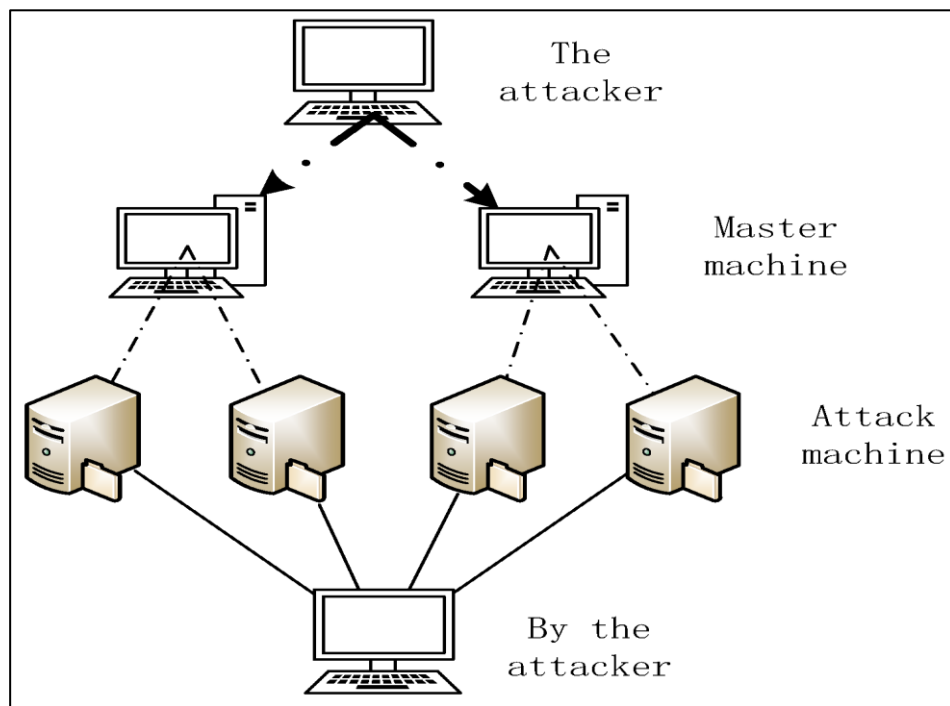 The
attacker
Master
machine
Attack
machine
By the
attacker